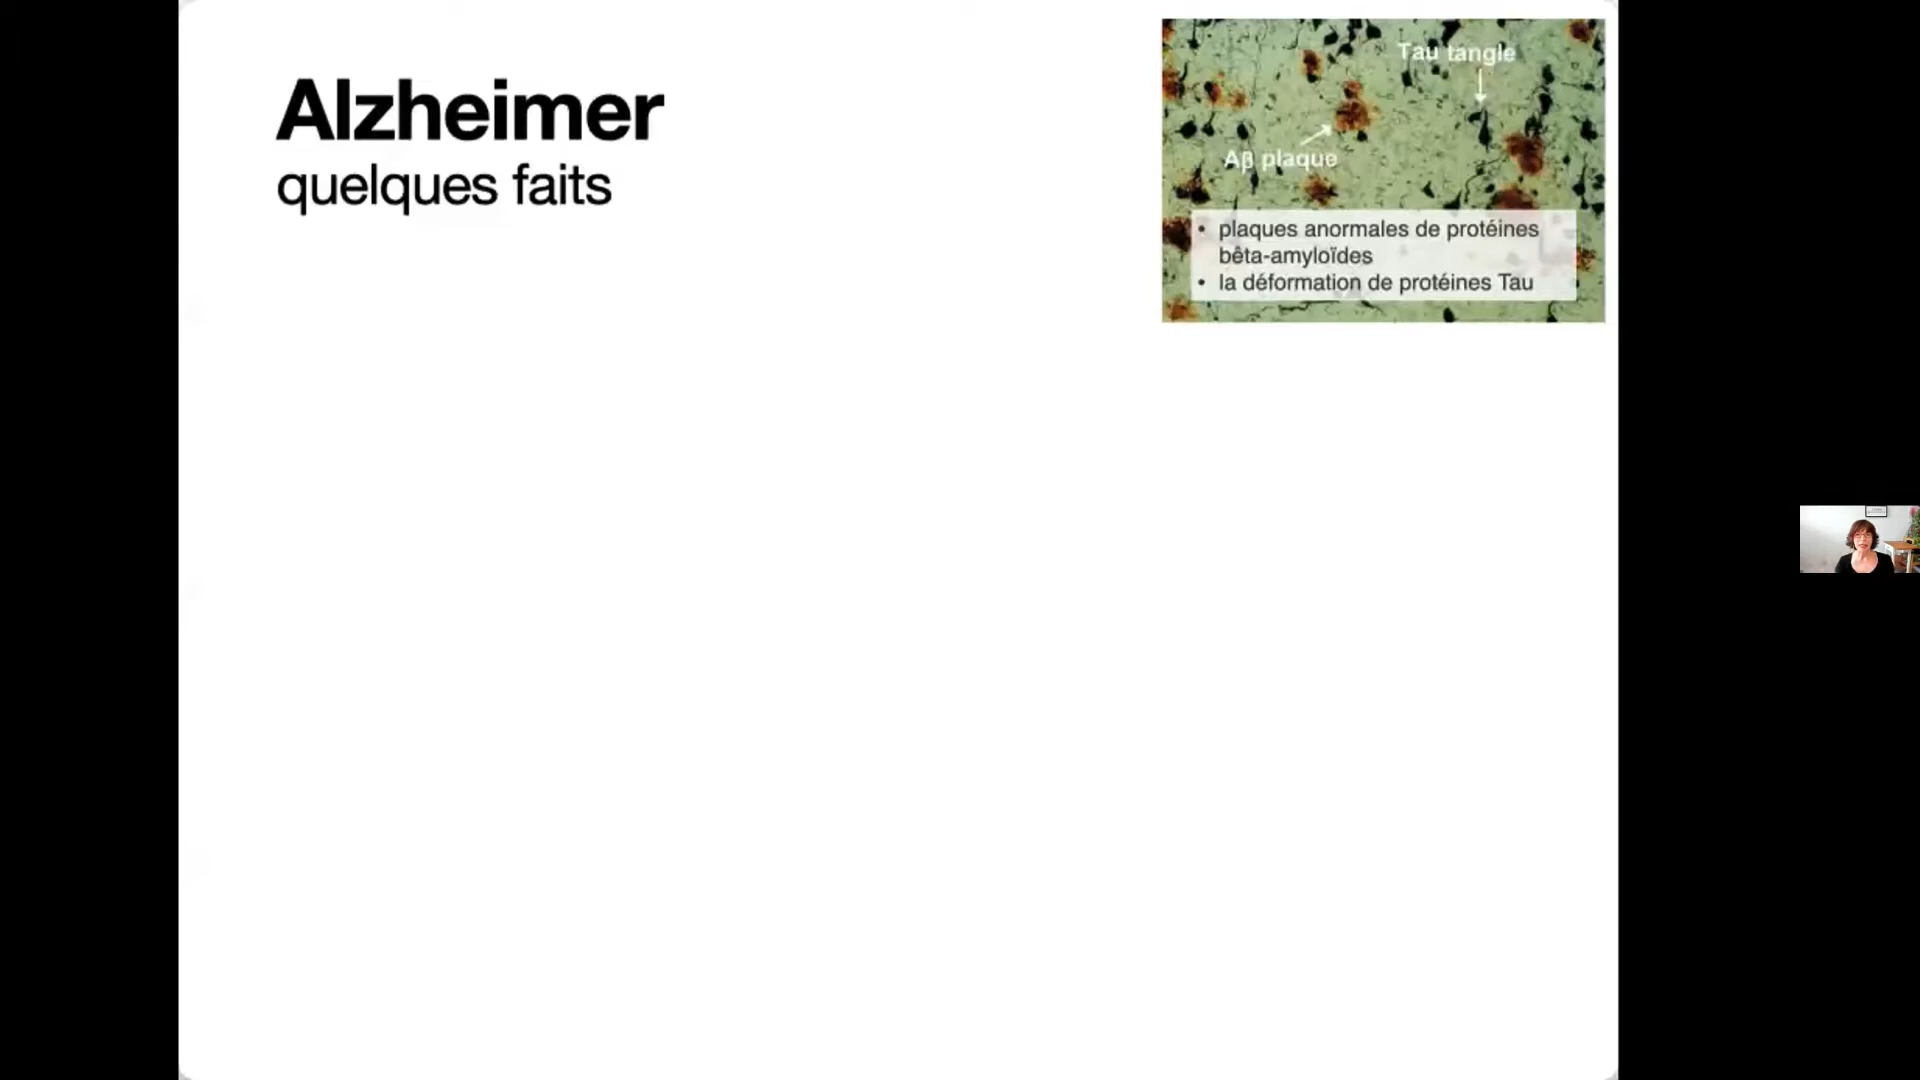 Alzheimer
quelques faits
Tau tangle
Aβ plaque
• plaques anormales de protéines
bêta-amyloïdes
• la déformation de protéines Tau